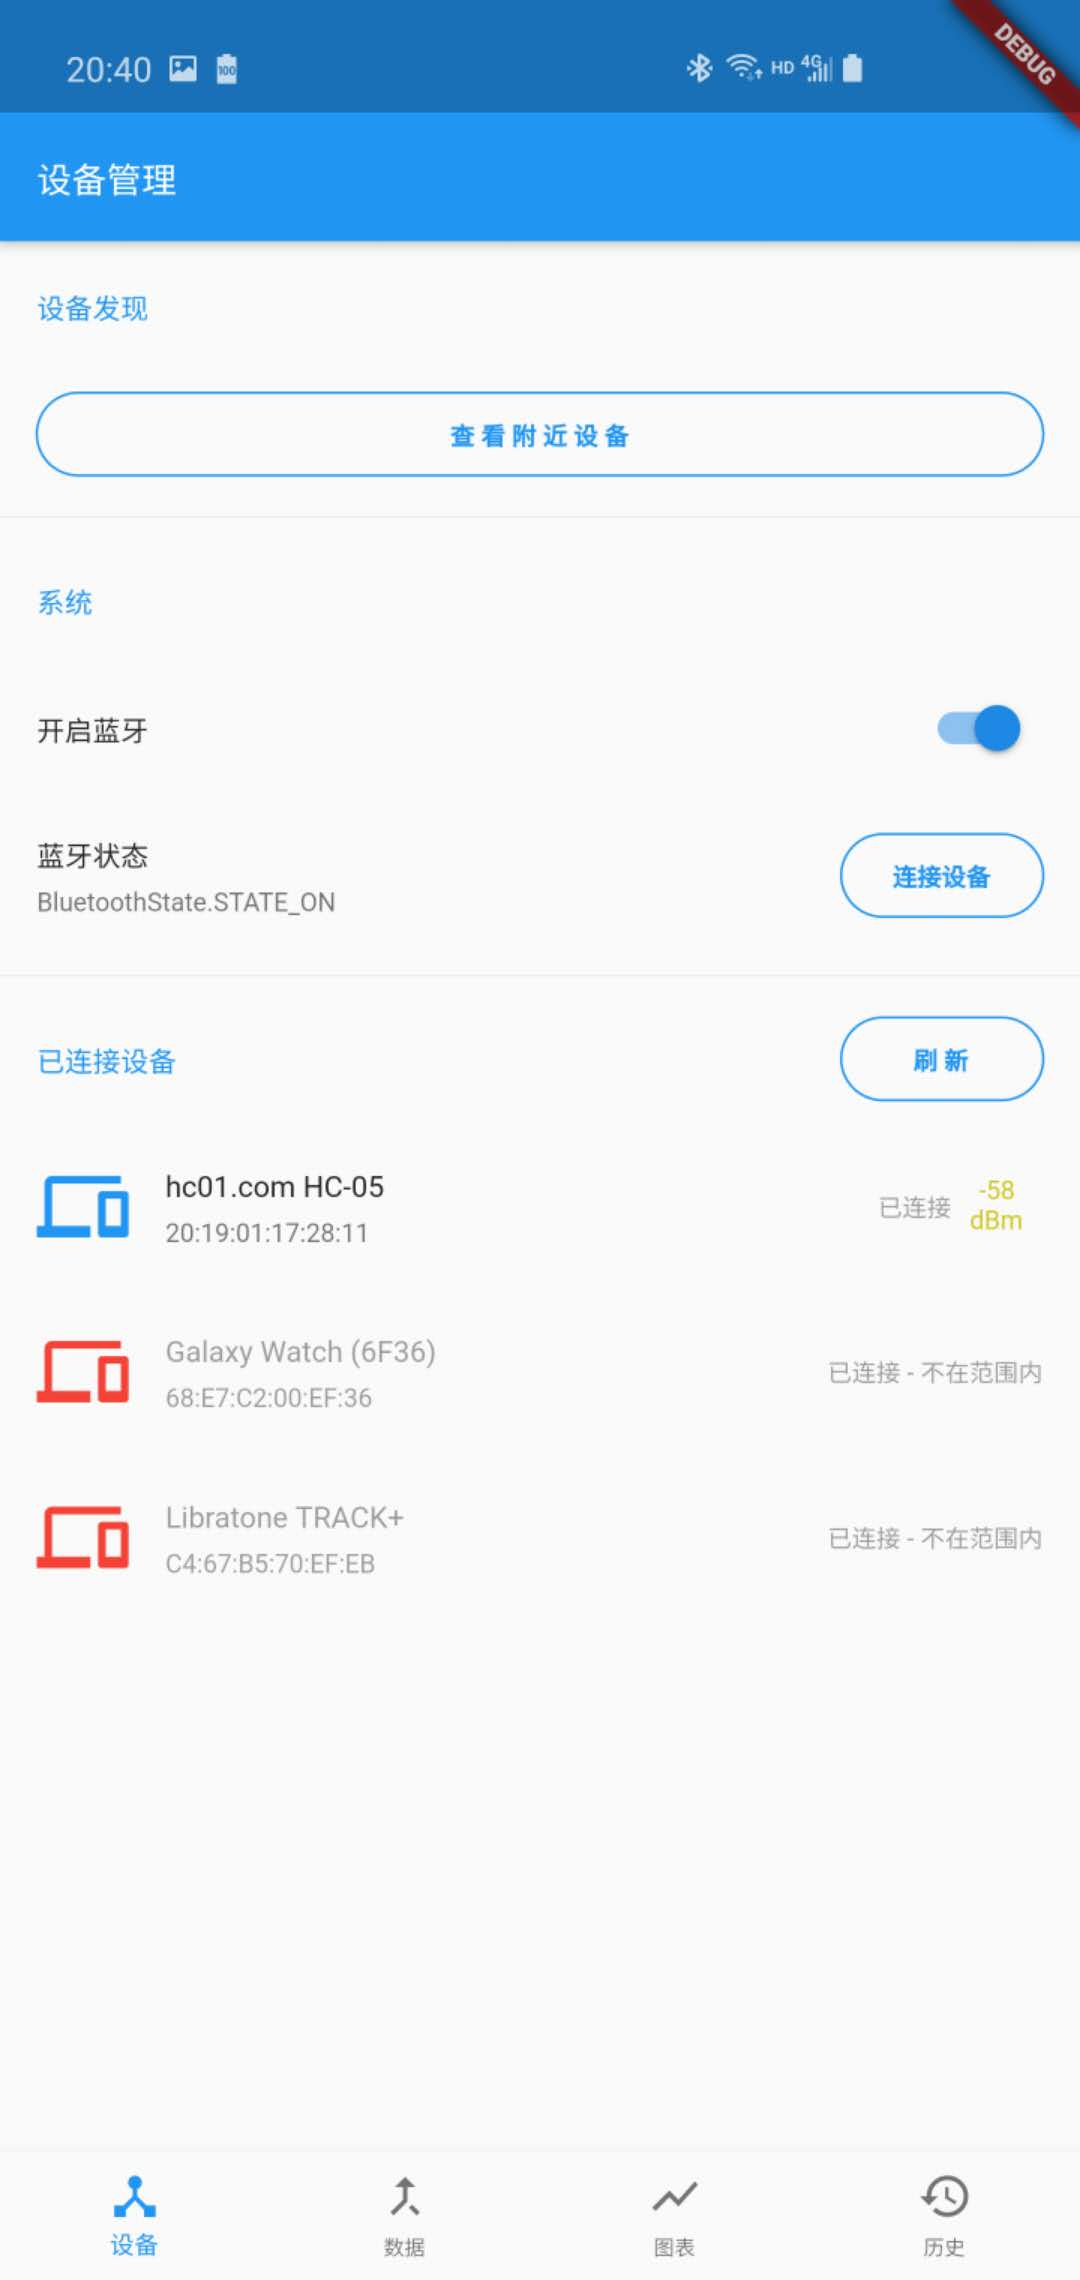 20:40
100
HD
4G
DEBUG
设备管理
设备发现
查看附近设备
系统
开启蓝牙
蓝牙状态
BluetoothState.STATE_ON
连接设备
已连接设备
刷新
hc01.com HC-05
20:19:01:17:28:11
已连接
-58
dBm
Galaxy Watch (6F36)
68:E7:C2:00:EF:36
已连接 - 不在范围内
Libratone TRACK+
C4:67:B5:70:EF:EB
已连接 - 不在范围内
设备
数据
图表
历史